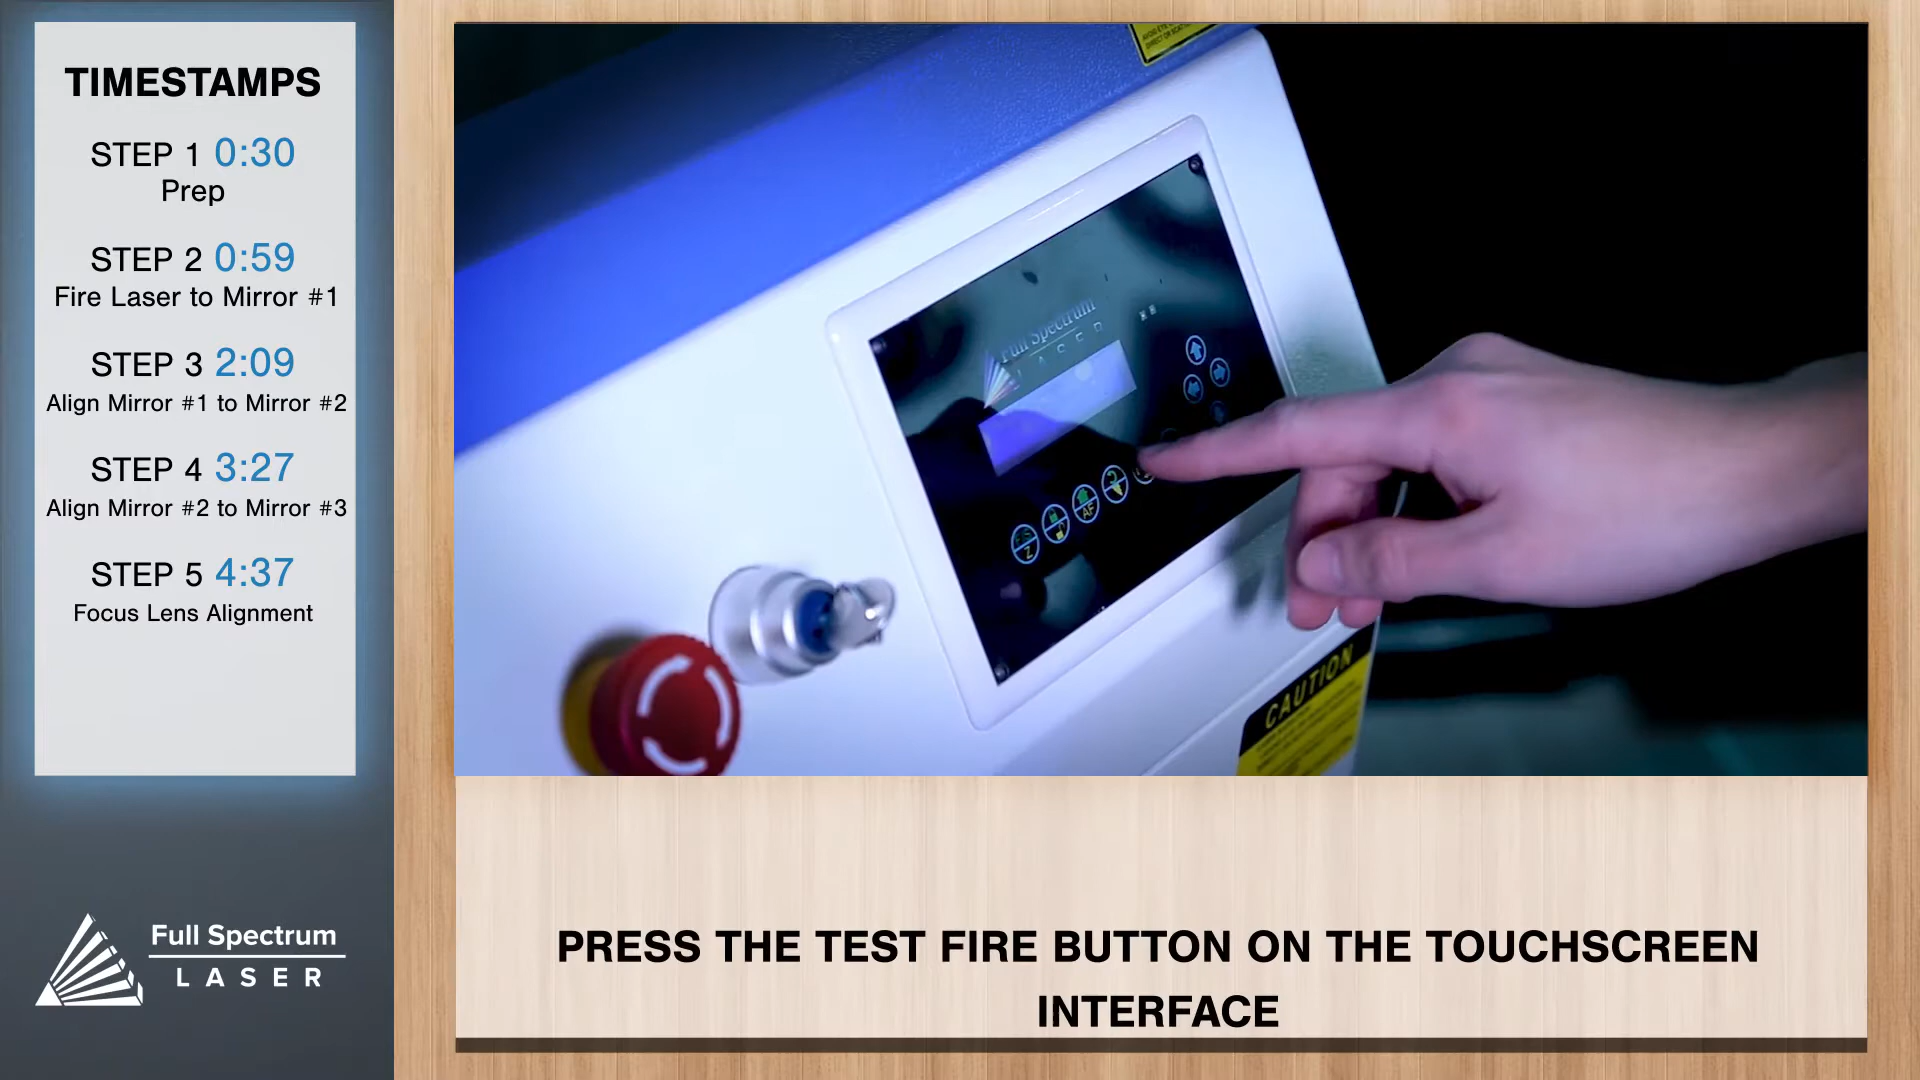 TIMESTAMPS
STEP 1 0:30
Prep
STEP 2 0:59
Fire Laser to Mirror #1
STEP 3 2:09
Align Mirror #1 to Mirror #2
STEP 4 3:27
Align Mirror #2 to Mirror #3
STEP 5 4:37
Focus Lens Alignment
Full Spectrum
LASER
Full Spectrum
LASER
AF
Z
CAUTION
PRESS THE TEST FIRE BUTTON ON THE TOUCHSCREEN
INTERFACE